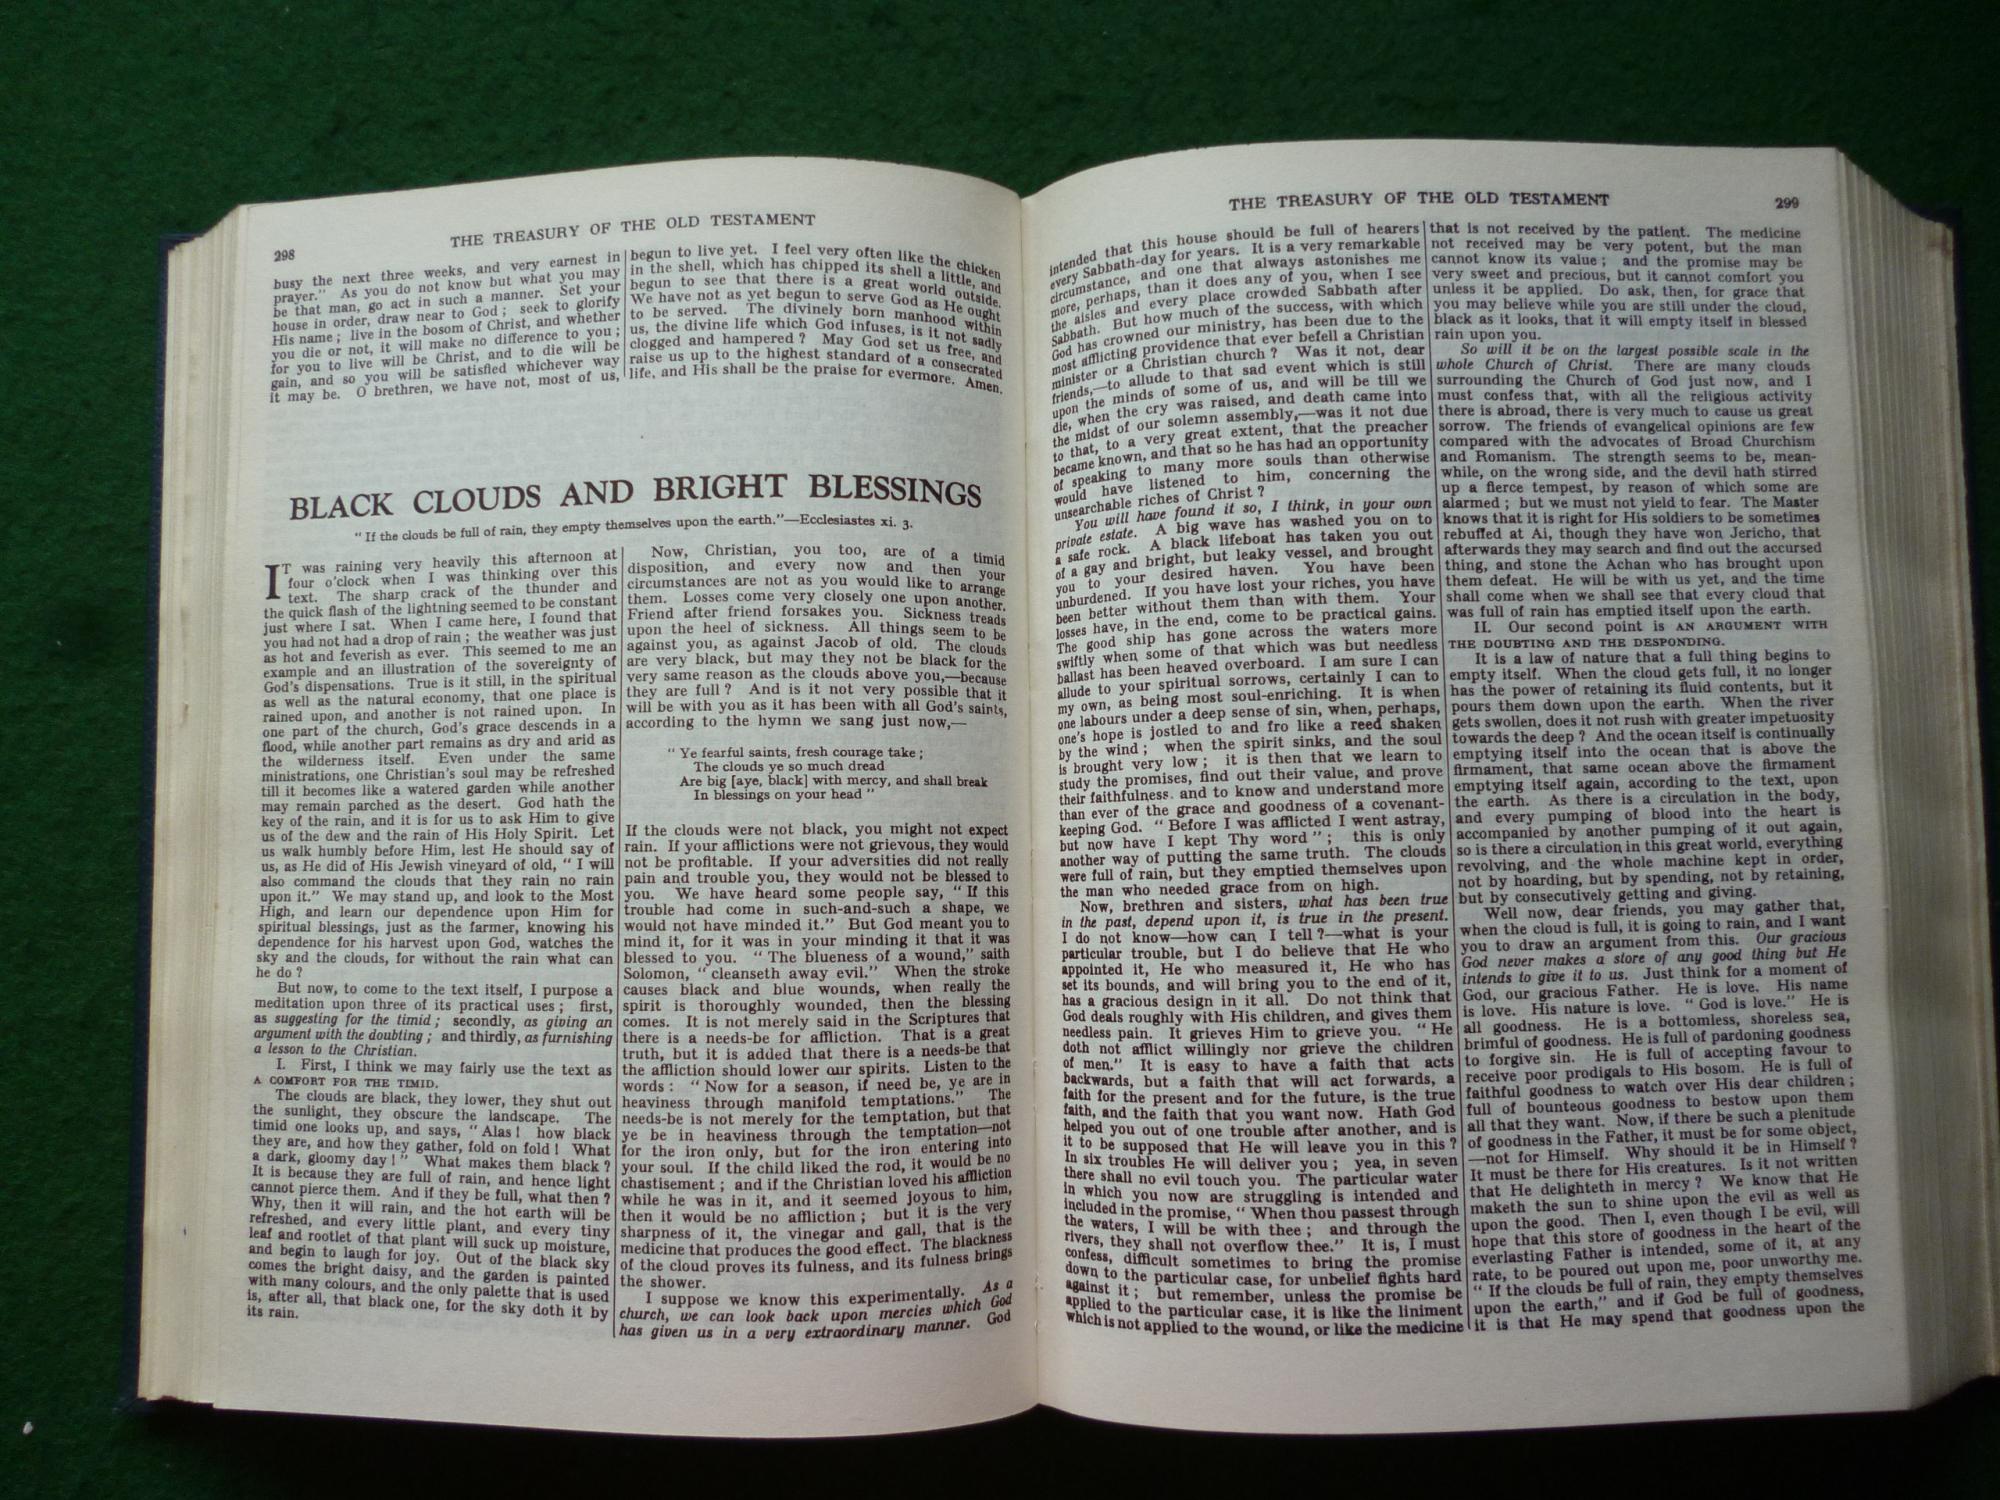 298
THE TREASURY OF THE OLD TESTAMENT
busy the next three weeks, and very earnest in
prayer." As you do not know but what you may
be that man, go act in such a manner. Set your
house in order, draw near to God; seek to glorify
His name; live in the bosom of Christ, and whether
you die or not, it will make no difference to you;
for you to live will be Christ, and to die will be
gain, and so you will be satisfied whichever way
it may be. O brethren, we have not, most of us,
begun to live yet. I feel very often like the chicken
in the shell, which has chipped its shell a little, and
begun to see that there is a great world outside.
We have not as yet begun to serve God as He ought
to be served. The divinely born manhood within
us, the divine life which God infuses, is it not sadly
clogged and hampered? May God set us free, and
raise us up to the highest standard of a consecrated
life, and His shall be the praise for evermore. Amen.
BLACK CLOUDS AND BRIGHT BLESSINGS
"If the clouds be full of rain, they empty themselves upon the earth."—Ecclesiastes xi. 3.
IT was raining very heavily this afternoon at
four o'clock when I was thinking over this
text. The sharp crack of the thunder and
the quick flash of the lightning seemed to be constant
just where I sat. When I came here, I found that
you had not had a drop of rain; the weather was just
as hot and feverish as ever. This seemed to me an
example and an illustration of the sovereignty of
God's dispensations. True is it still, in the spiritual
as well as the natural economy, that one place is
rained upon, and another is not rained upon. In
one part of the church, God's grace descends in a
flood, while another part remains as dry and arid as
the wilderness itself. Even under the same
ministrations, one Christian's soul may be refreshed
till it becomes like a watered garden while another
may remain parched as the desert. God hath the
key of the rain, and it is for us to ask Him to give
us of the dew and the rain of His Holy Spirit. Let
us walk humbly before Him, lest He should say of
us, as He did of His Jewish vineyard of old, "I will
also command the clouds that they rain no rain
upon it." We may stand up, and look to the Most
High, and learn our dependence upon Him for
spiritual blessings, just as the farmer, knowing his
dependence for his harvest upon God, watches the
sky and the clouds, for without the rain what can
he do?
But now, to come to the text itself, I purpose a
meditation upon three of its practical uses; first,
as suggesting for the timid; secondly, as giving an
argument with the doubting; and thirdly, as furnishing
a lesson to the Christian.
I. First, I think we may fairly use the text as
A COMFORT FOR THE TIMID.
The clouds are black, they lower, they shut out
the sunlight, they obscure the landscape. The
timid one looks up, and says, "Alas! how black
they are, and how they gather, fold on fold! What
a dark, gloomy day!" What makes them black?
It is because they are full of rain, and hence light
cannot pierce them. And if they be full, what then?
Why, then it will rain, and the hot earth will be
refreshed, and every little plant, and every tiny
leaf and rootlet of that plant will suck up moisture,
and begin to laugh for joy. Out of the black sky
comes the bright daisy, and the garden is painted
with many colours, and the only palette that is used
is, after all, that black one, for the sky doth it by
its rain.
Now, Christian, you too, are of a timid
disposition, and every now and then your
circumstances are not as you would like to arrange
them. Losses come very closely one upon another.
Friend after friend forsakes you. Sickness treads
upon the heel of sickness. All things seem to be
against you, as against Jacob of old. The clouds
are very black, but may they not be black for the
very same reason as the clouds above you,—because
they are full? And is it not very possible that it
will be with you as it has been with all God's saints,
according to the hymn we sang just now,—
"Ye fearful saints, fresh courage take;
The clouds ye so much dread
Are big [aye, black] with mercy, and shall break
In blessings on your head"
If the clouds were not black, you might not expect
rain. If your afflictions were not grievous, they would
not be profitable. If your adversities did not really
pain and trouble you, they would not be blessed to
you. We have heard some people say, "If this
trouble had come in such-and-such a shape, we
would not have minded it." But God meant you to
mind it, for it was in your minding it that it was
blessed to you. "The blueness of a wound," saith
Solomon, "cleanseth away evil." When the stroke
causes black and blue wounds, when really the
spirit is thoroughly wounded, then the blessing
comes. It is not merely said in the Scriptures that
there is a needs-be for affliction. That is a great
truth, but it is added that there is a needs-be that
the affliction should lower our spirits. Listen to the
words: "Now for a season, if need be, ye are in
heaviness through manifold temptations." The
needs-be is not merely for the temptation, but that
ye be in heaviness through the temptation—not
for the iron only, but for the iron entering into
your soul. If the child liked the rod, it would be no
chastisement; and if the Christian loved his affliction
while he was in it, and it seemed joyous to him,
then it would be no affliction; but it is the very
sharpness of it, the vinegar and gall, that is the
medicine that produces the good effect. The blackness
of the cloud proves its fulness, and its fulness brings
the shower.
I suppose we know this experimentally. As a
church, we can look back upon mercies which God
has given us in a very extraordinary manner. God
THE TREASURY OF THE OLD TESTAMENT
299
intended that this house should be full of hearers
every Sabbath-day for years. It is a very remarkable
circumstance, and one that always astonishes me
more, perhaps, than it does any of you, when I see
the aisles and every place crowded Sabbath after
Sabbath. But how much of the success, with which
God has crowned our ministry, has been due to the
most afflicting providence that ever befell a Christian
minister or a Christian church? Was it not, dear
friends,—to allude to that sad event which is still
upon the minds of some of us, and will be till we
die, when the cry was raised, and death came into
the midst of our solemn assembly,—was it not due
to that, to a very great extent, that the preacher
became known, and that so he has had an opportunity
of speaking to many more souls than otherwise
would have listened to him, concerning the
unsearchable riches of Christ?
You will have found it so, I think, in your own
private estate. A big wave has washed you on to
a safe rock. A black lifeboat has taken you out
of a gay and bright, but leaky vessel, and brought
you to your desired haven. You have been
unburdened. If you have lost your riches, you have
been better without them than with them. Your
losses have, in the end, come to be practical gains.
The good ship has gone across the waters more
swiftly when some of that which was but needless
ballast has been heaved overboard. I am sure I can
allude to your spiritual sorrows, certainly I can to
my own, as being most soul-enriching. It is when
one labours under a deep sense of sin, when, perhaps,
one's hope is jostled to and fro like a reed shaken
by the wind; when the spirit sinks, and the soul
is brought very low; it is then that we learn to
study the promises, find out their value, and prove
their faithfulness. and to know and understand more
than ever of the grace and goodness of a covenant-
keeping God. "Before I was afflicted I went astray,
but now have I kept Thy word"; this is only
another way of putting the same truth. The clouds
were full of rain, but they emptied themselves upon
the man who needed grace from on high.
Now, brethren and sisters, what has been true
in the past, depend upon it, is true in the present.
I do not know—how can I tell?—what is your
particular trouble, but I do believe that He who
appointed it, He who measured it, He who has
set its bounds, and will bring you to the end of it,
has a gracious design in it all. Do not think that
God deals roughly with His children, and gives them
needless pain. It grieves Him to grieve you. "He
doth not afflict willingly nor grieve the children
of men." It is easy to have a faith that acts
backwards, but a faith that will act forwards, a
faith for the present and for the future, is the true
faith, and the faith that you want now. Hath God
helped you out of one trouble after another, and is
it to be supposed that He will leave you in this?
In six troubles He will deliver you; yea, in seven
there shall no evil touch you. The particular water
in which you now are struggling is intended and
included in the promise, "When thou passest through
the waters, I will be with thee; and through the
rivers, they shall not overflow thee." It is, I must
confess, difficult sometimes to bring the promise
down to the particular case, for unbelief fights hard
against it; but remember, unless the promise be
applied to the particular case, it is like the liniment
which is not applied to the wound, or like the medicine
that is not received by the patient. The medicine
not received may be very potent, but the man
cannot know its value; and the promise may be
very sweet and precious, but it cannot comfort you
unless it be applied. Do ask, then, for grace that
you may believe while you are still under the cloud,
black as it looks, that it will empty itself in blessed
rain upon you.
So will it be on the largest possible scale in the
whole Church of Christ. There are many clouds
surrounding the Church of God just now, and I
must confess that, with all the religious activity
there is abroad, there is very much to cause us great
sorrow. The friends of evangelical opinions are few
compared with the advocates of Broad Churchism
and Romanism. The strength seems to be, mean-
while, on the wrong side, and the devil hath stirred
up a fierce tempest, by reason of which some are
alarmed; but we must not yield to fear. The Master
knows that it is right for His soldiers to be sometimes
rebuffed at Ai, though they have won Jericho, that
afterwards they may search and find out the accursed
thing, and stone the Achan who has brought upon
them defeat. He will be with us yet, and the time
shall come when we shall see that every cloud that
was full of rain has emptied itself upon the earth.
II. Our second point is AN ARGUMENT WITH
THE DOUBTING AND THE DESPONDING.
It is a law of nature that a full thing begins to
empty itself. When the cloud gets full, it no longer
has the power of retaining its fluid contents, but it
pours them down upon the earth. When the river
gets swollen, does it not rush with greater impetuosity
towards the deep? And the ocean itself is continually
emptying itself into the ocean that is above the
firmament, that same ocean above the firmament
emptying itself again, according to the text, upon
the earth. As there is a circulation in the body,
and every pumping of blood into the heart is
accompanied by another pumping of it out again,
so is there a circulation in this great world, everything
revolving, and the whole machine kept in order,
not by hoarding, but by spending, not by retaining,
but by consecutively getting and giving.
Well now, dear friends, you may gather that,
when the cloud is full, it is going to rain, and I want
you to draw an argument from this. Our gracious
God never makes a store of any good thing but He
intends to give it to us. Just think for a moment of
God, our gracious Father. He is love. His name
is love. His nature is love. "God is love." He is
all goodness. He is a bottomless, shoreless sea,
brimful of goodness. He is full of pardoning goodness
to forgive sin. He is full of accepting favour to
receive poor prodigals to His bosom. He is full of
faithful goodness to watch over His dear children;
full of bounteous goodness to bestow upon them
all that they want. Now, if there be such a plenitude
of goodness in the Father, it must be for some object,
—not for Himself. Why should it be in Himself?
It must be there for His creatures. Is it not written
that He delighteth in mercy? We know that He
maketh the sun to shine upon the evil as well as
upon the good. Then I, even though I be evil, will
hope that this store of goodness in the heart of the
everlasting Father is intended, some of it, at any
rate, to be poured out upon me, poor unworthy me.
"If the clouds be full of rain, they empty themselves
upon the earth," and if God be full of goodness,
it is that He may spend that goodness upon the